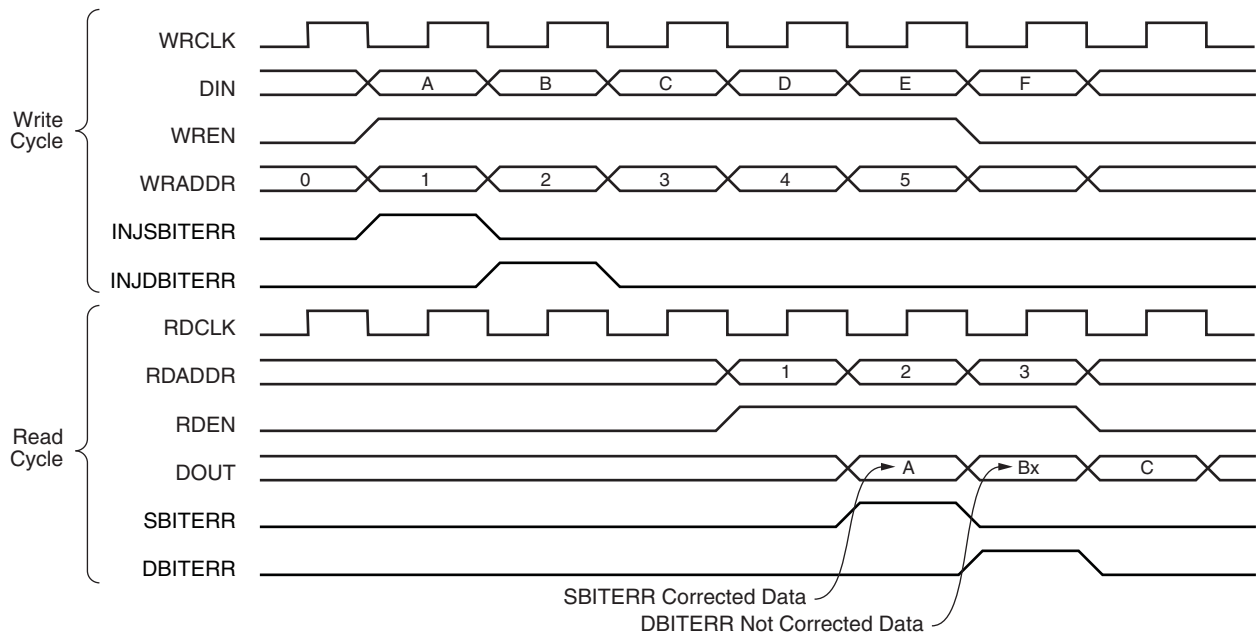 WRCLK
DIN A B C D E F
Write
Cycle
WREN
WRADDR 0 1 2 3 4 5
INJSBITERR
INJDBITERR
RDCLK
RDADDR 1 2 3
RDEN
Read
Cycle
DOUT A Bx C
SBITERR
DBITERR
SBITERR Corrected Data
DBITERR Not Corrected Data